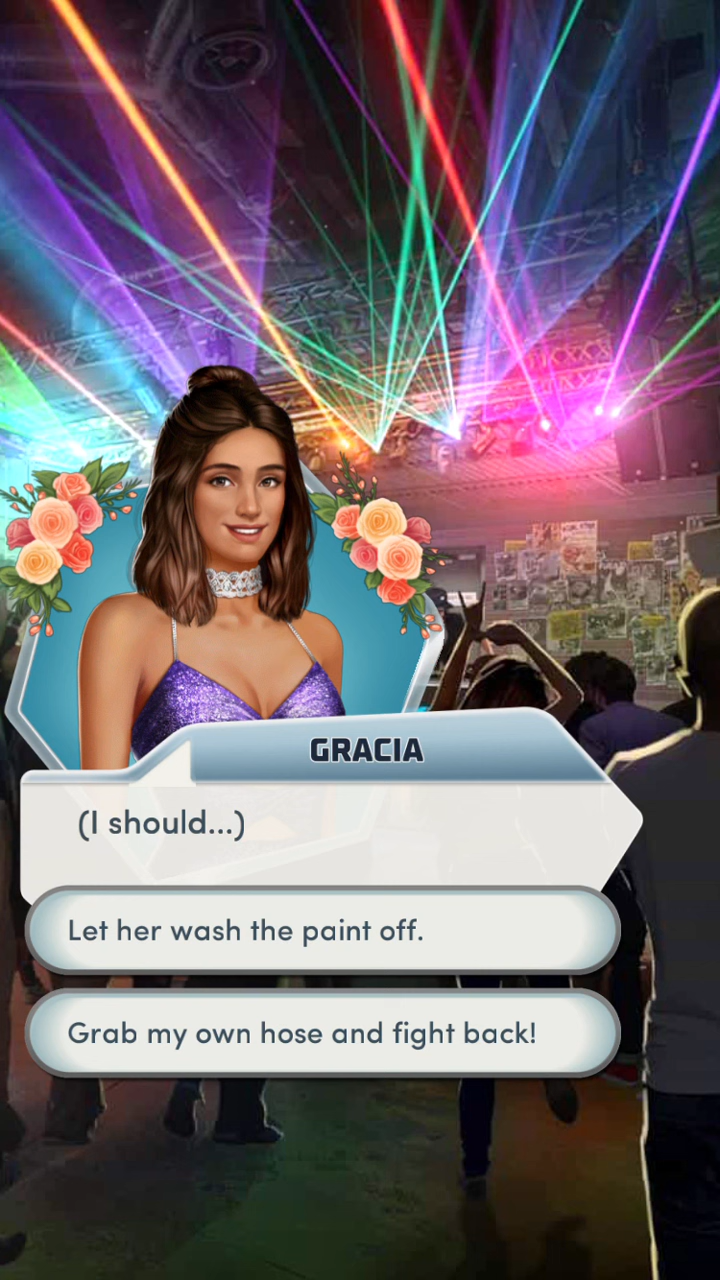 GRACIA
(I should...)
Let her wash the paint off.
Grab my own hose and fight back!